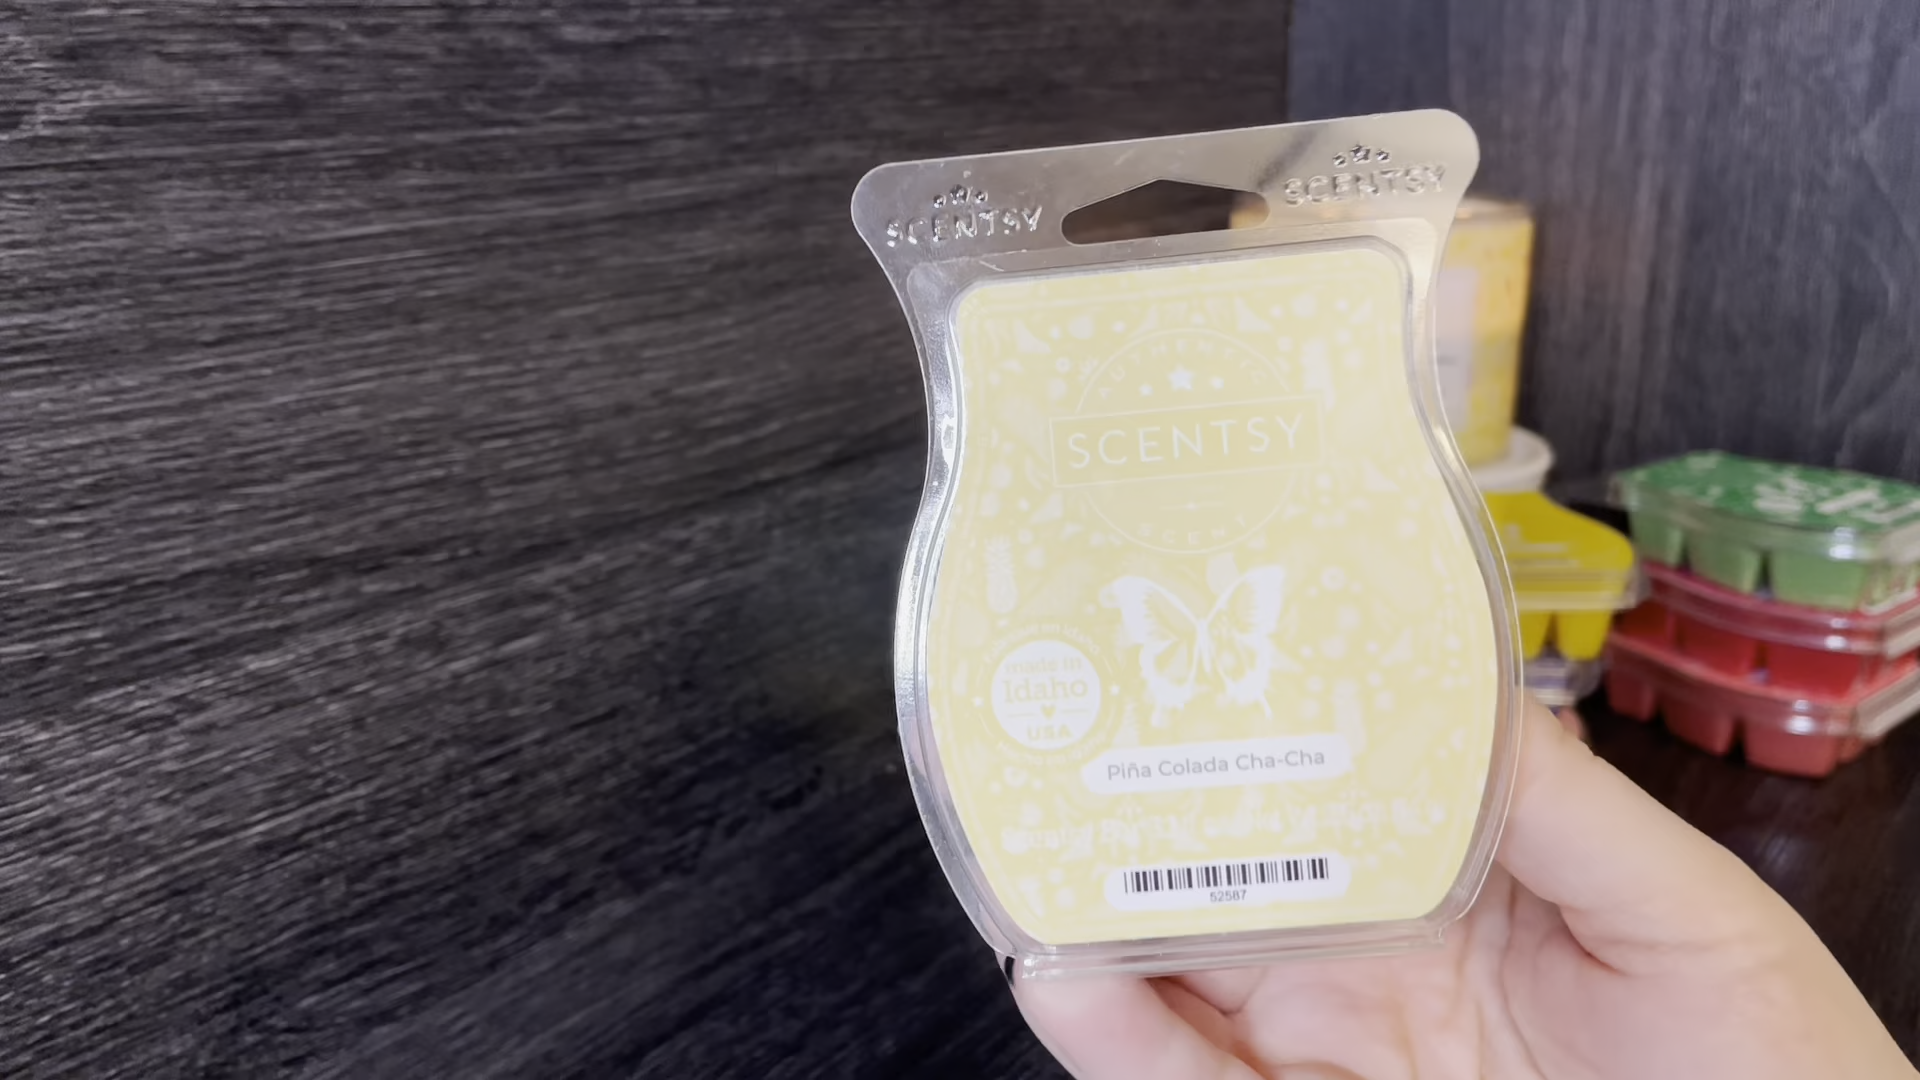 SCENTSY
SCENTSY
AUTHENTIC
SCENTSY
SCENT
made in
Idaho
USA
Piña Colada Cha-Cha
52587